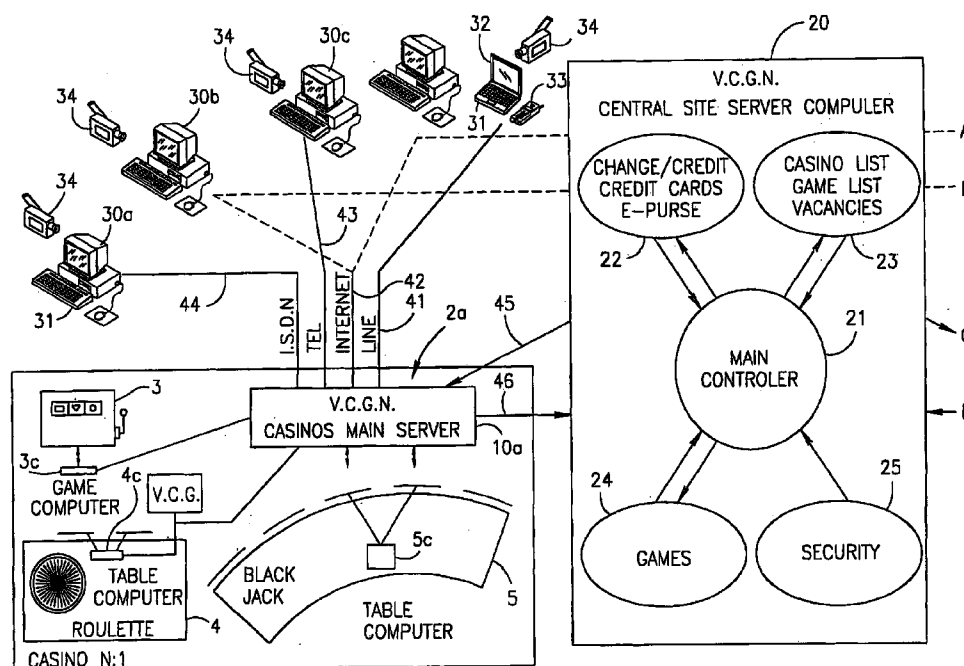 34
30c
32
34
20
V.C.G.N.
CENTRAL SITE SERVER COMPULER
34
30b
33
31
34
30a
31
43
44
42
41
I.S.D.N
TEL
INTERNET
LINE
2a
45
46
CHANGE/CREDIT
CREDIT CARDS
E-PURSE
22
CASINO LIST
GAME LIST
VACANCIES
23
21
MAIN
CONTROLER
24
GAMES
25
SECURITY
A
V.C.G.N.
CASINOS MAIN SERVER
10a
3
3c
GAME
COMPUTER
4c
V.C.G.
TABLE
COMPUTER
ROULETTE
4
BLACK
JACK
5c
5
TABLE
COMPUTER
CASINO N:1